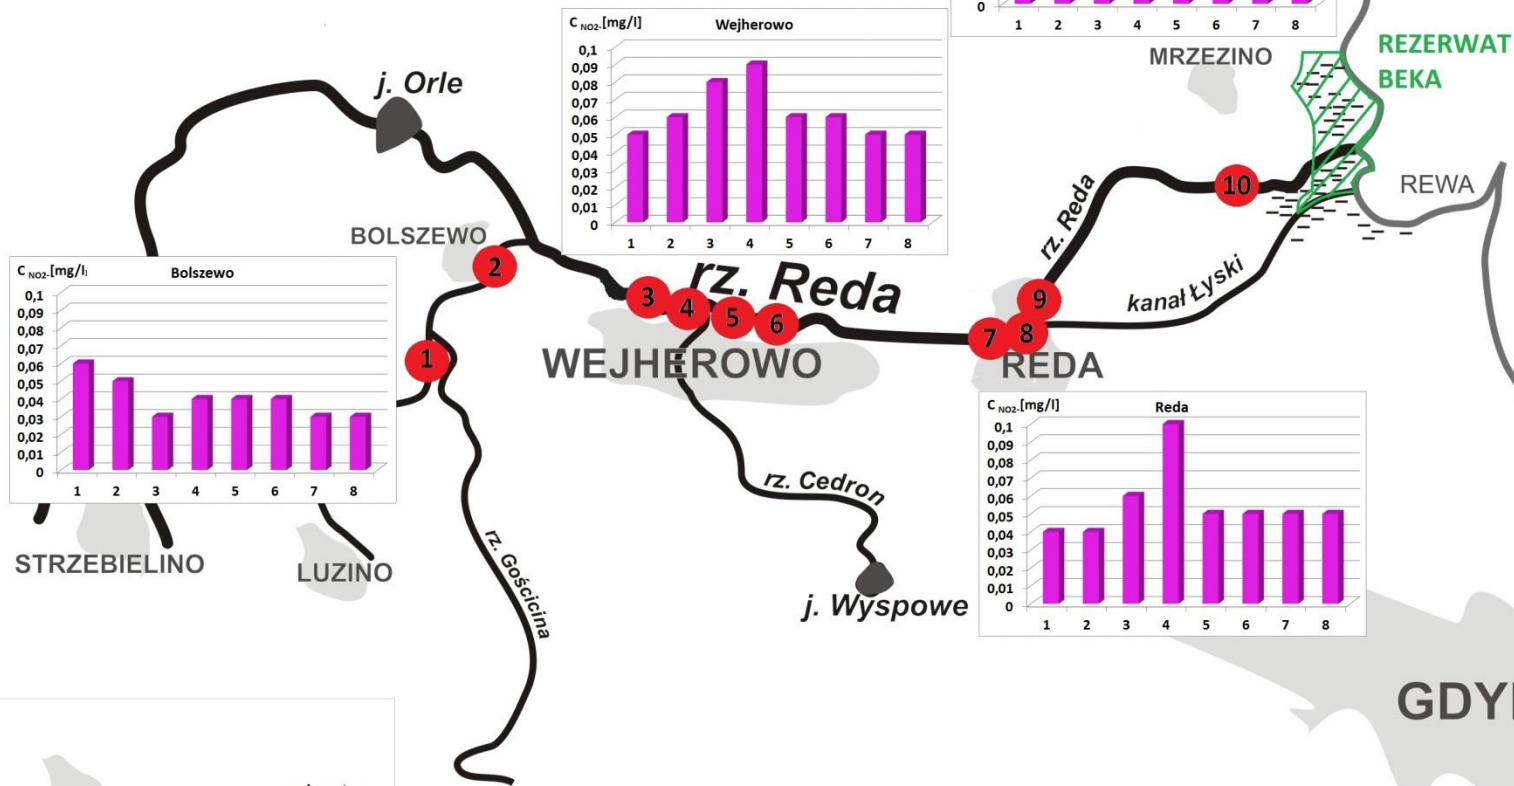 0
1 2 3 4 5 6 7 8
C NO2-[mg/l] Wejherowo
0,1
0,09
0,08
0,07
0,06
0,05
0,04
0,03
0,02
0,01
0
1 2 3 4 5 6 7 8
MRZEZINO
REZERWAT
BEKA
j. Orle
REWA
10
rz. Reda
BOLSZEWO
2
C NO2-[mg/l] Bolszewo
0,1
0,09
0,08
0,07
0,06
0,05
0,04
0,03
0,02
0,01
0
1 2 3 4 5 6 7 8
rz. Reda
kanał Łyski
3 4 5 6
9
7 8
1
WEJHEROWO
REDA
C NO2-[mg/l] Reda
0,1
0,09
0,08
0,07
0,06
0,05
0,04
0,03
0,02
0,01
0
1 2 3 4 5 6 7 8
rz. Cedron
STRZEBIELINO
LUZINO
rz. Gościcina
j. Wyspowe